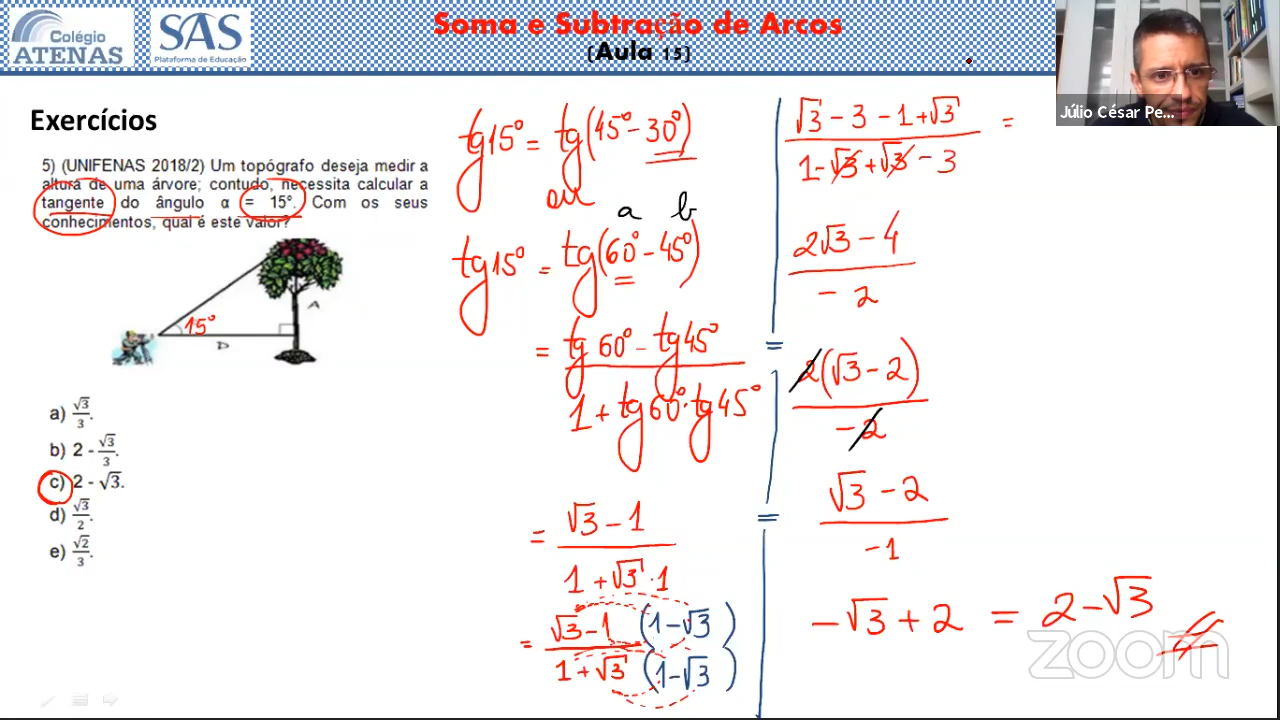 Colégio
ATENAS
SAS
Plataforma de Educação
Soma e Subtração de Arcos
(Aula 15)
Júlio César Pe...
Exercícios
5) (UNIFENAS 2018/2) Um topógrafo deseja medir a
altura de uma árvore; contudo, necessita calcular a
tangente do ângulo α = 15°. Com os seus
conhecimentos, qual é este valor?
15°
A
D
a) √3/3.
b) 2 - √3/3.
c) 2 - √3.
d) √3/2.
e) √2/3.
tg15° = tg(45° - 30°)
ou
a b
tg15° = tg(60° - 45°)
= tg 60° - tg 45°
1 + tg60° · tg45°
= √3 - 1
1 + √3 · 1
= √3 - 1 (1 - √3)
1 + √3 (1 - √3)
√3 - 3 - 1 + √3 =
1 - √3 + √3 - 3
2√3 - 4
- 2
= 2(√3 - 2)
-2
= √3 - 2
-1
-√3 + 2 = 2 - √3
zoom